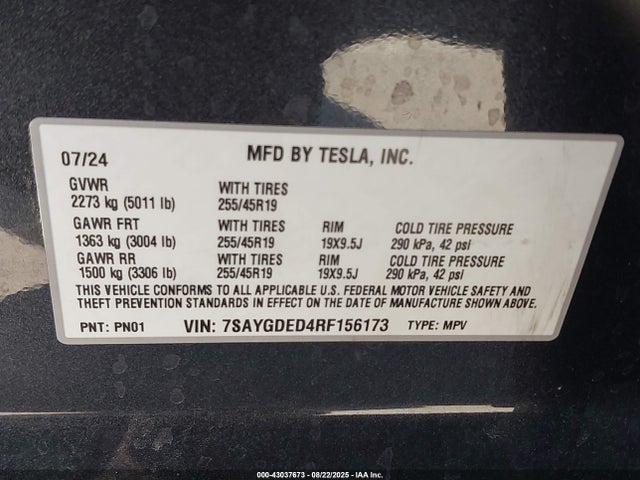 07/24 MFD BY TESLA, INC.
GVWR WITH TIRES
2273 kg (5011 lb) 255/45R19
GAWR FRT WITH TIRES RIM COLD TIRE PRESSURE
1363 kg (3004 lb) 255/45R19 19X9.5J 290 kPa, 42 psi
GAWR RR WITH TIRES RIM COLD TIRE PRESSURE
1500 kg (3306 lb) 255/45R19 19X9.5J 290 kPa, 42 psi
THIS VEHICLE CONFORMS TO ALL APPLICABLE U.S. FEDERAL MOTOR VEHICLE SAFETY AND
THEFT PREVENTION STANDARDS IN EFFECT ON THE DATE OF MANUFACTURE SHOWN ABOVE.
PNT: PN01 VIN: 7SAYGDED4RF156173 TYPE: MPV
000-43037673 - 08/22/2025 - IAA Inc.